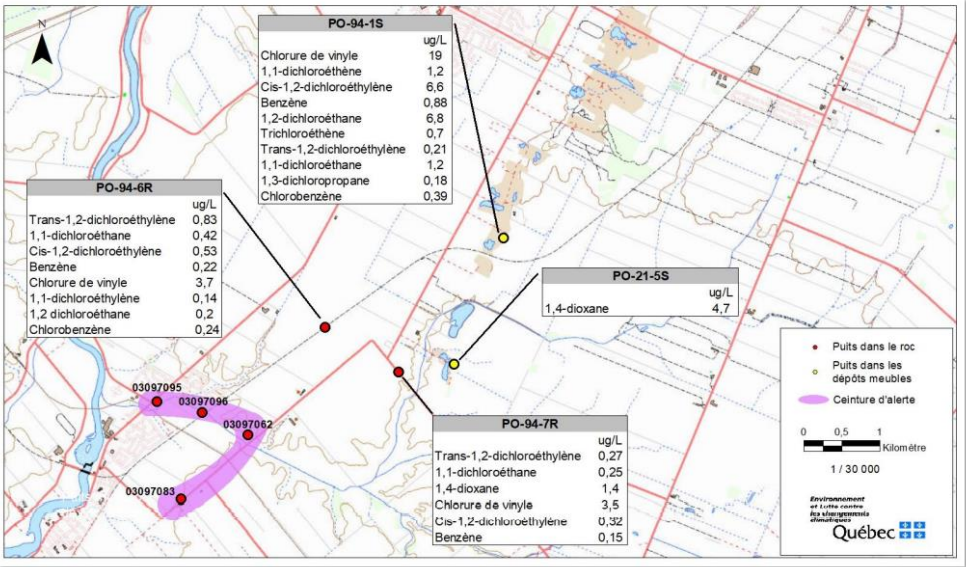 N
PO-94-1S
ug/L
Chlorure de vinyle 19
1,1-dichloroéthène 1,2
Cis-1,2-dichloroéthylène 6,6
Benzène 0,88
1,2-dichloroéthane 6,8
Trichloroéthène 0,7
Trans-1,2-dichloroéthylène 0,21
1,1-dichloroéthane 1,2
1,3-dichloropropane 0,18
Chlorobenzène 0,39
PO-94-6R
ug/L
Trans-1,2-dichloroéthylène 0,83
1,1-dichloroéthane 0,42
Cis-1,2-dichloroéthylène 0,53
Benzène 0,22
Chlorure de vinyle 3,7
1,1-dichloroéthylène 0,14
1,2 dichloroéthane 0,2
Chlorobenzène 0,24
PO-21-5S
ug/L
1,4-dioxane 4,7
03097095
03097096
03097062
03097083
PO-94-7R
ug/L
Trans-1,2-dichloroéthylène 0,27
1,1-dichloroéthane 0,25
1,4-dioxane 1,4
Chlorure de vinyle 3,5
Cis-1,2-dichloroéthylène 0,32
Benzène 0,15
Puits dans le roc
Puits dans les
dépôts meubles
Ceinture d'alerte
0 0,5 1
Kilomètre
1 / 30 000
Environnement
et Lutte contre
les changements
climatiques
Québec